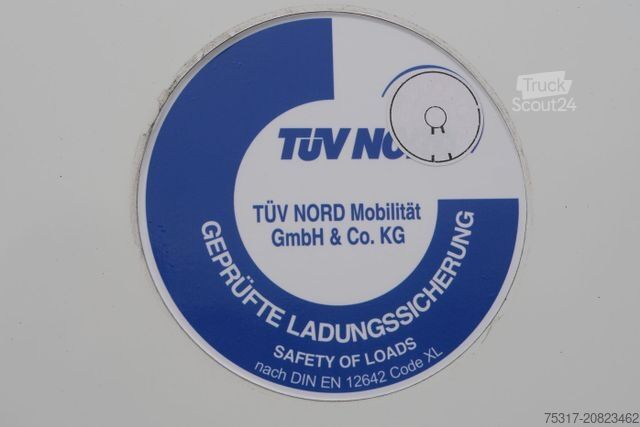 Truck
Scout24
TÜV NO
TÜV NORD Mobilität
GmbH & Co. KG
GEPRÜFTE LADUNGSSICHERUNG
SAFETY OF LOADS
nach DIN EN 12642 Code XL
75317-20823462